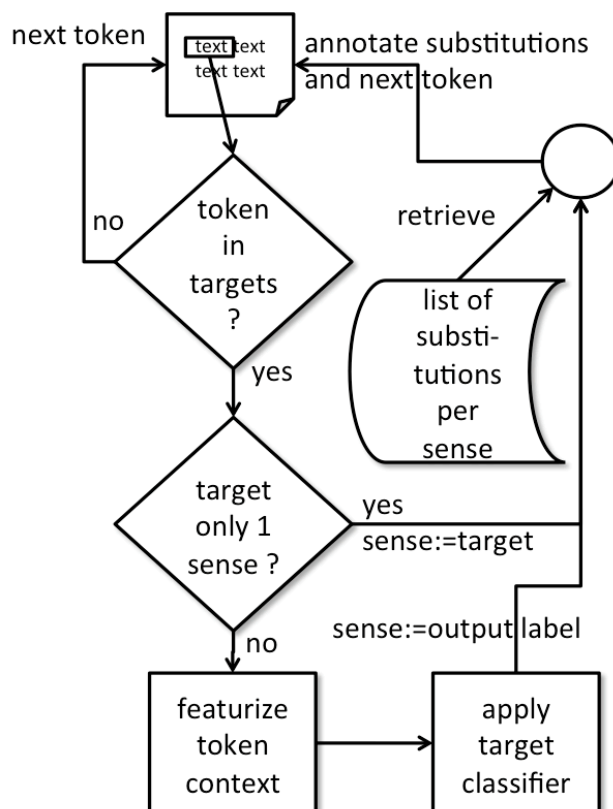 next token
text text
text text
annotate substitutions
and next token
no
token
in
targets
?
retrieve
list of
substi-
tutions
per
sense
yes
target
only 1
sense ?
yes
sense:=target
no
sense:=output label
featurize
token
context
apply
target
classifier